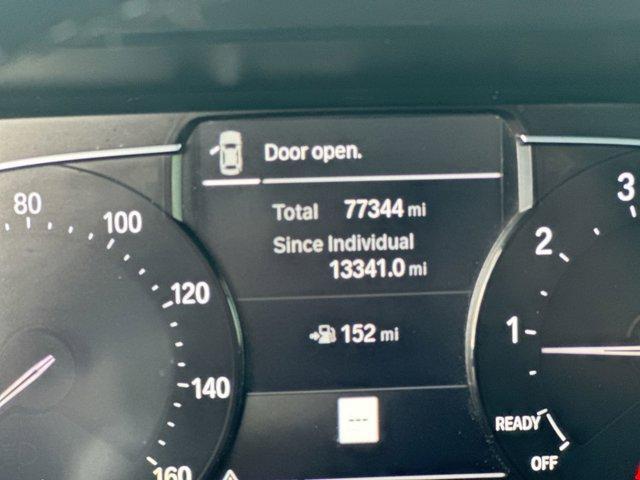 Door open.
Total 77344 mi
Since Individual
13341.0 mi
152 mi
---
80
100
120
140
160
3
2
1
READY
OFF